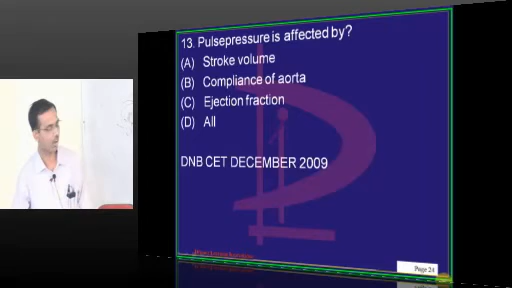 13. Pulsepressure is affected by?
(A) Stroke volume
(B) Compliance of aorta
(C) Ejection fraction
(D) All
DNB CET DECEMBER 2009
Page 24